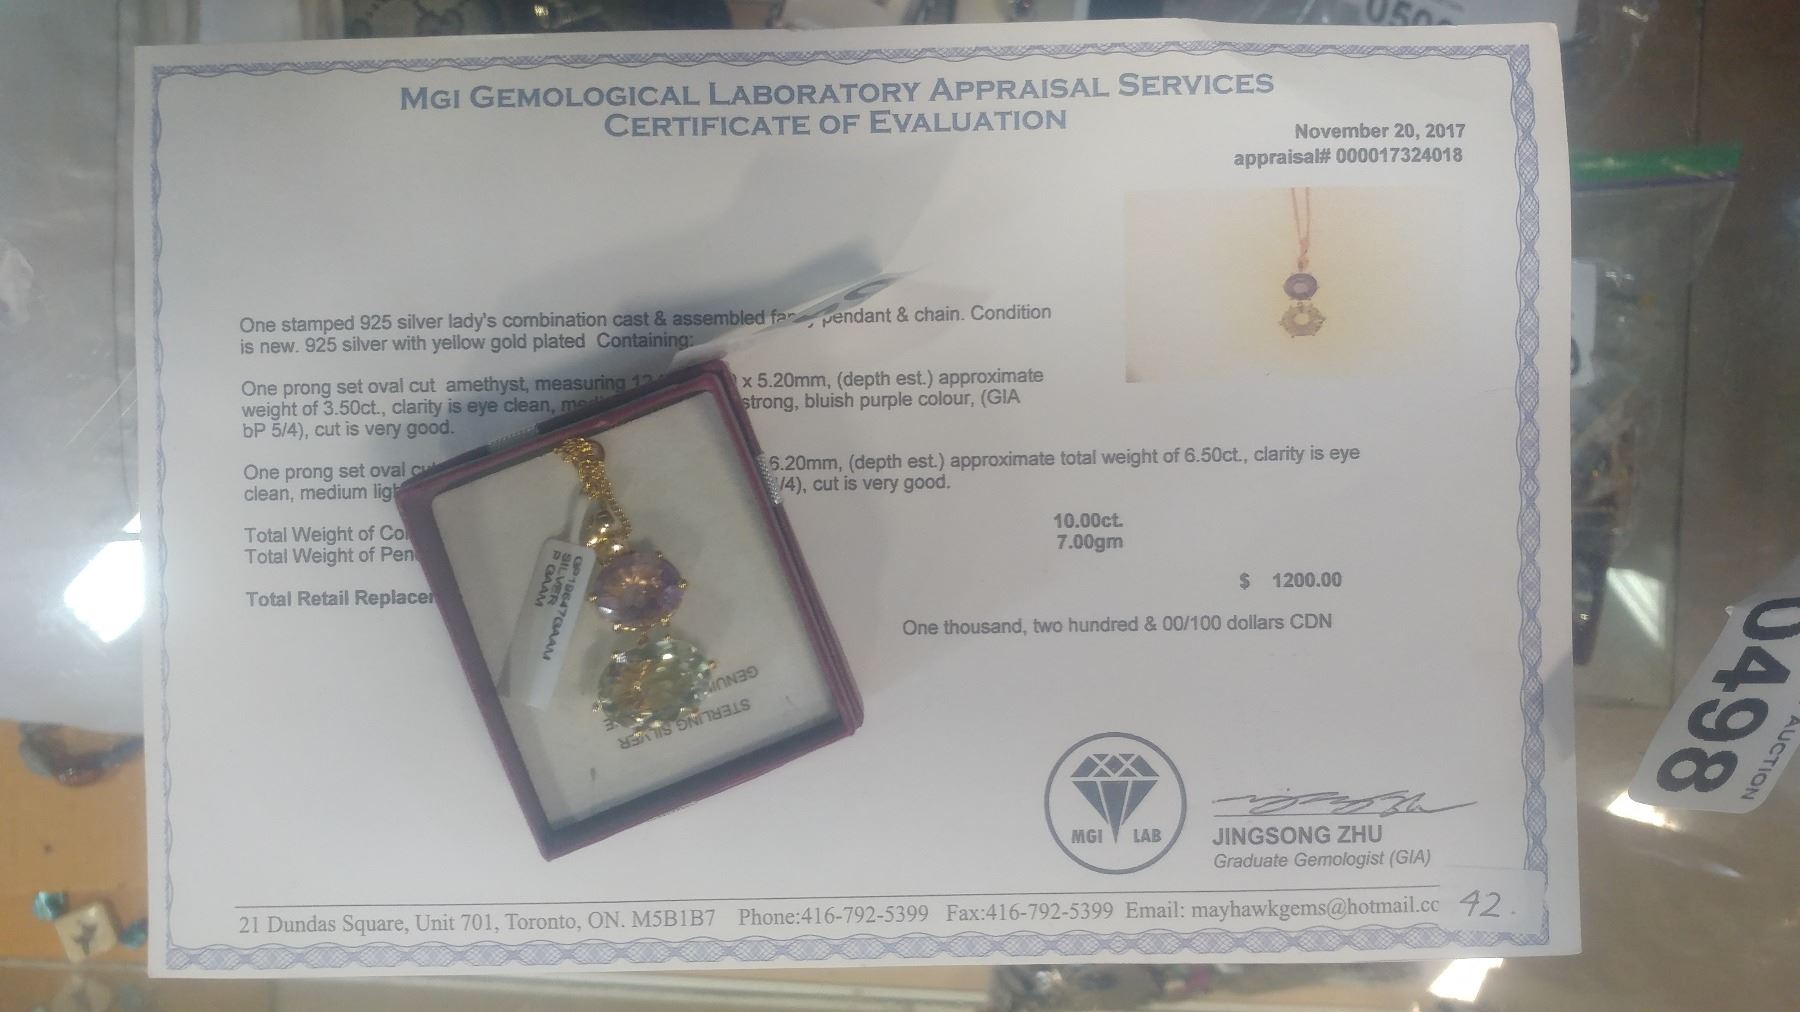 MGI GEMOLOGICAL LABORATORY APPRAISAL SERVICES
CERTIFICATE OF EVALUATION
November 20, 2017
appraisal# 000017324018
One stamped 925 silver lady's combination cast & assembled pendant & chain. Condition
is new. 925 silver with yellow gold plated Containing:
One prong set oval cut amethyst, measuring x 5.20mm, (depth est.) approximate
weight of 3.50ct., clarity is eye clean, strong, bluish purple colour, (GIA
bP 5/4), cut is very good.
One prong set oval 6.20mm, (depth est.) approximate total weight of 6.50ct., clarity is eye
clean, medium /4), cut is very good.
Total Weight of 10.00ct.
Total Weight of 7.00gm
Total Retail $ 1200.00
One thousand, two hundred & 00/100 dollars CDN
SILVER
GENUINE
STERLING SILVER
MGI LAB
JINGSONG ZHU
Graduate Gemologist (GIA)
21 Dundas Square, Unit 701, Toronto, ON. M5B1B7 Phone:416-792-5399 Fax:416-792-5399 Email: mayhawkgems@hotmail.cc
42.
0498
AUCTION